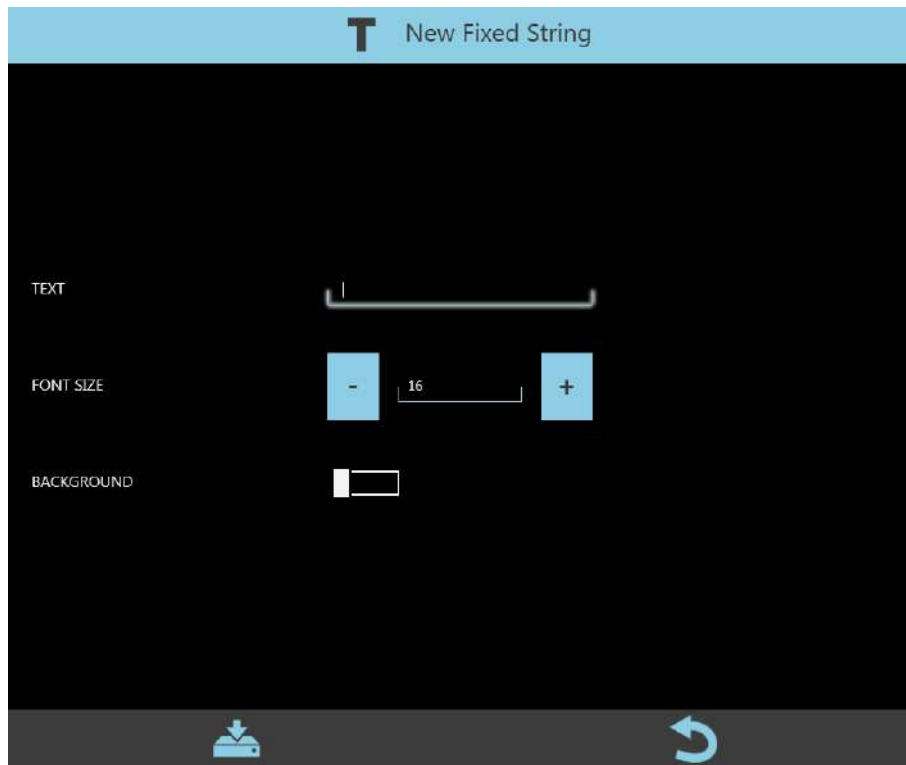 T New Fixed String
TEXT
FONT SIZE - 16 +
BACKGROUND